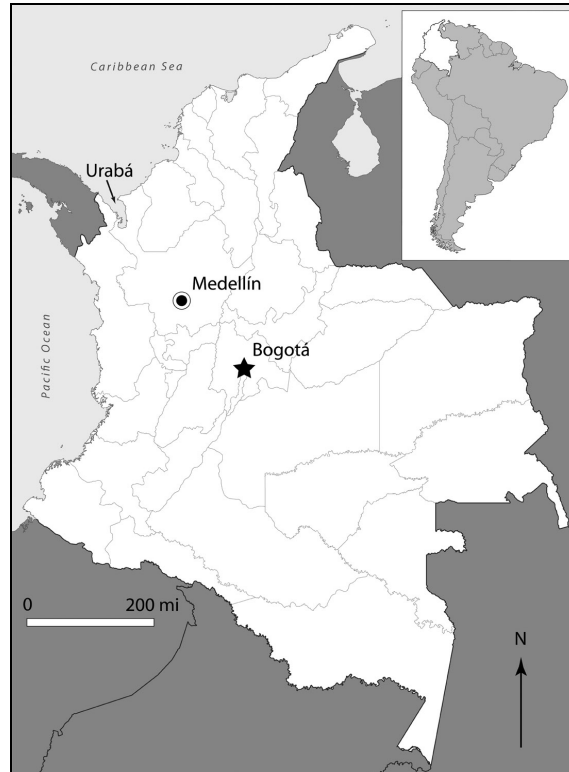 Caribbean Sea
Urabá
Medellín
Pacific Ocean
Bogotá
0 200 mi
N